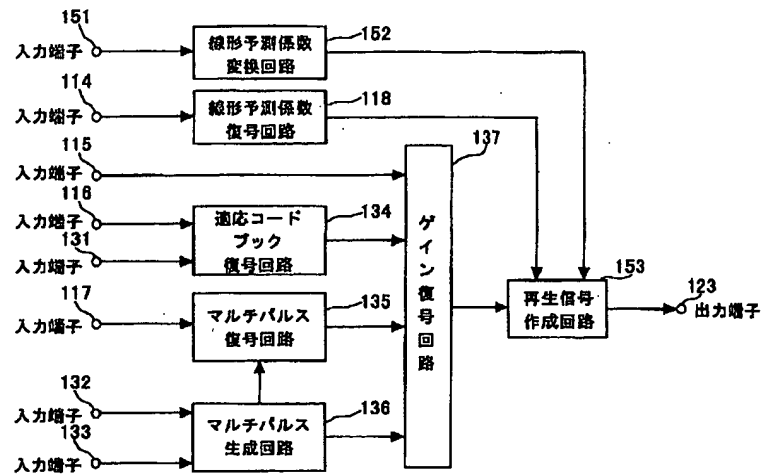 151
入力端子
線形予測係数
変換回路
152
114
入力端子
線形予測係数
復号回路
118
115
入力端子
137
ゲイン復号回路
116
入力端子
131
入力端子
適応コード
ブック
復号回路
134
117
入力端子
マルチパルス
復号回路
135
132
入力端子
133
入力端子
マルチパルス
生成回路
136
再生信号
作成回路
153
123
出力端子